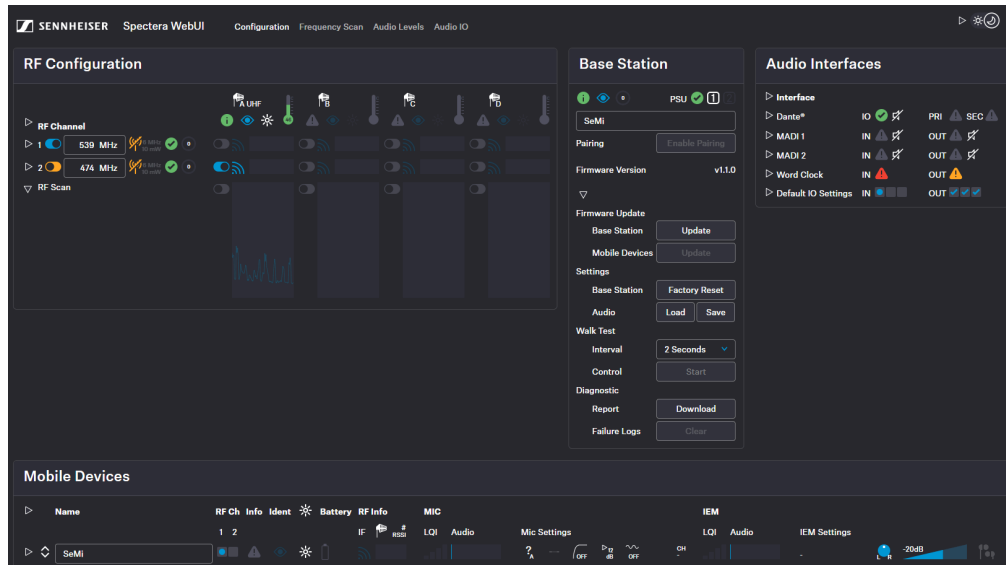 SENNHEISER Spectera WebUI Configuration Frequency Scan Audio Levels Audio IO
RF Configuration
A UHF B C D
RF Channel
1 539 MHz
2 474 MHz
RF Scan
Base Station
PSU 1
SeMi
Pairing Enable Pairing
Firmware Version v1.1.0
Firmware Update
Base Station Update
Mobile Devices Update
Settings
Base Station Factory Reset
Audio Load Save
Walk Test
Interval 2 Seconds
Control Start
Diagnostic
Report Download
Failure Logs Clear
Audio Interfaces
Interface
Dante® IO PRI SEC
MADI 1 IN OUT
MADI 2 IN OUT
Word Clock IN OUT
Default IO Settings IN OUT
Mobile Devices
Name RF Ch Info Ident Battery RF Info MIC IEM
1 2 IF # RSSI LQI Audio Mic Settings LQI Audio IEM Settings
SeMi ? A -- OFF 12 dB OFF CH - - L R -20dB